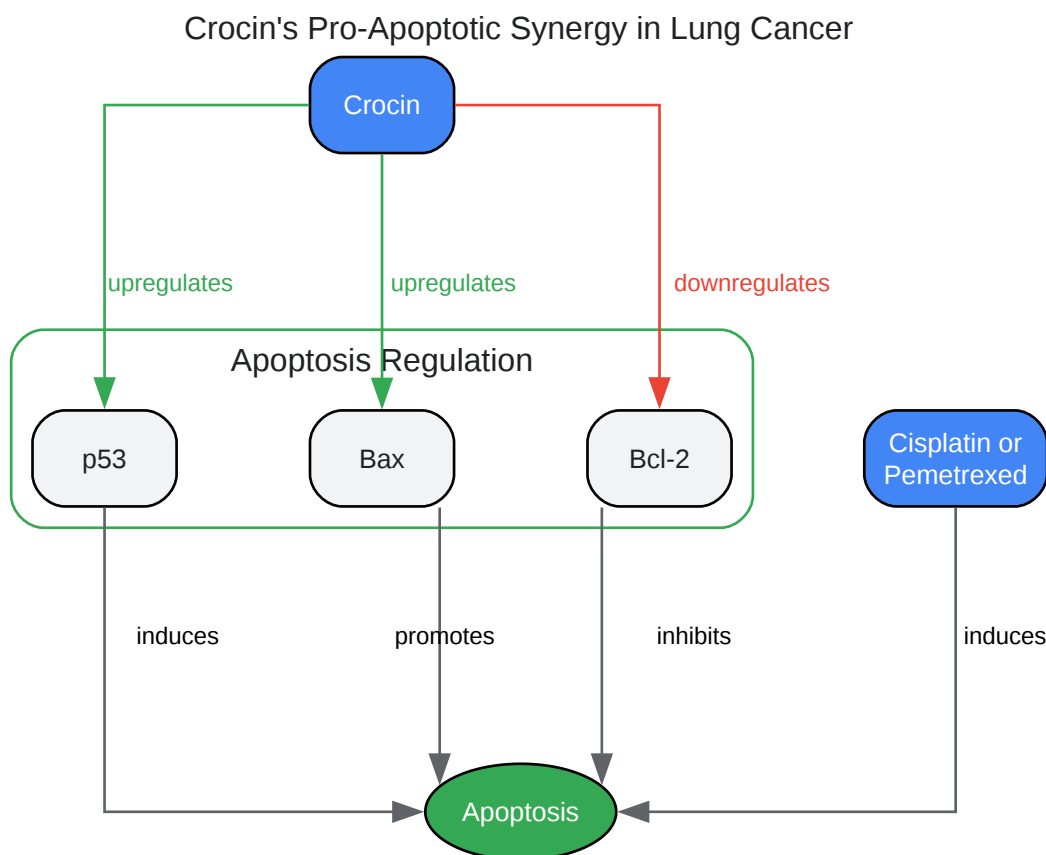 Crocin's Pro-Apoptotic Synergy in Lung Cancer
Crocin
upregulates
upregulates
downregulates
Apoptosis Regulation
p53
Bax
Bcl-2
Cisplatin or
Pemetrexed
induces
promotes
inhibits
induces
Apoptosis